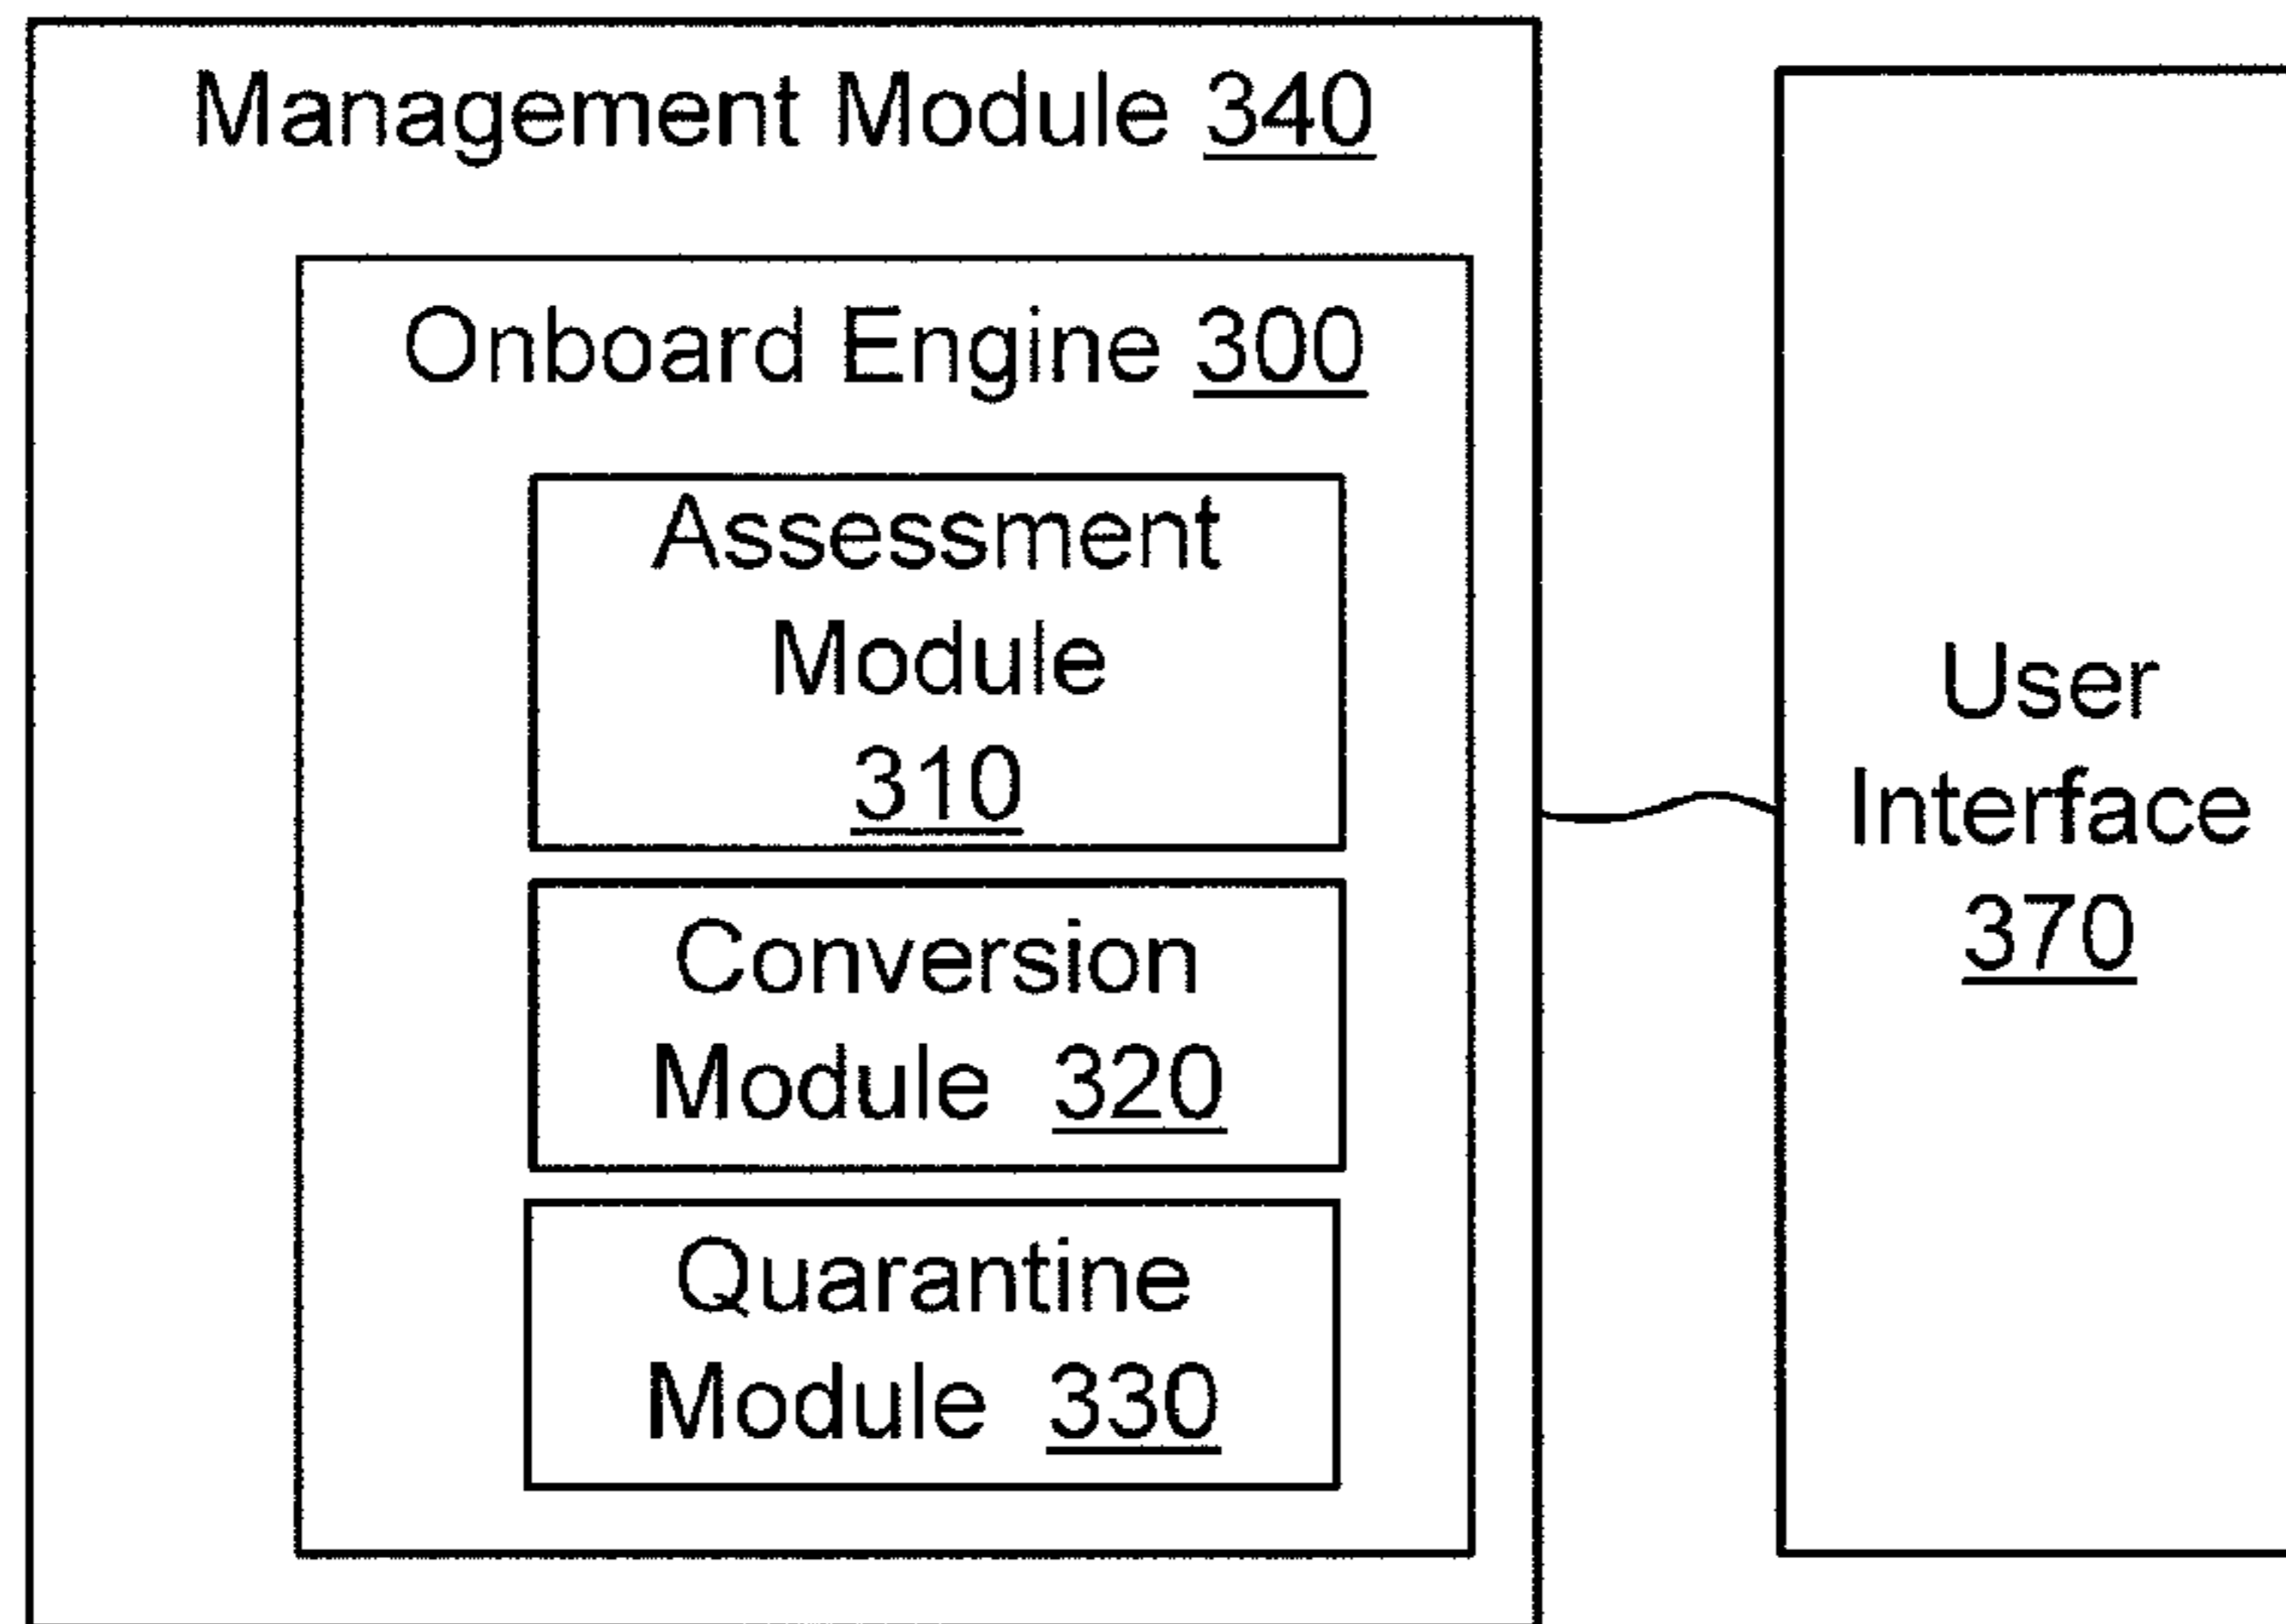 Management Module 340
Onboard Engine 300
Assessment
Module
310
Conversion
Module 320
Quarantine
Module 330
User
Interface
370